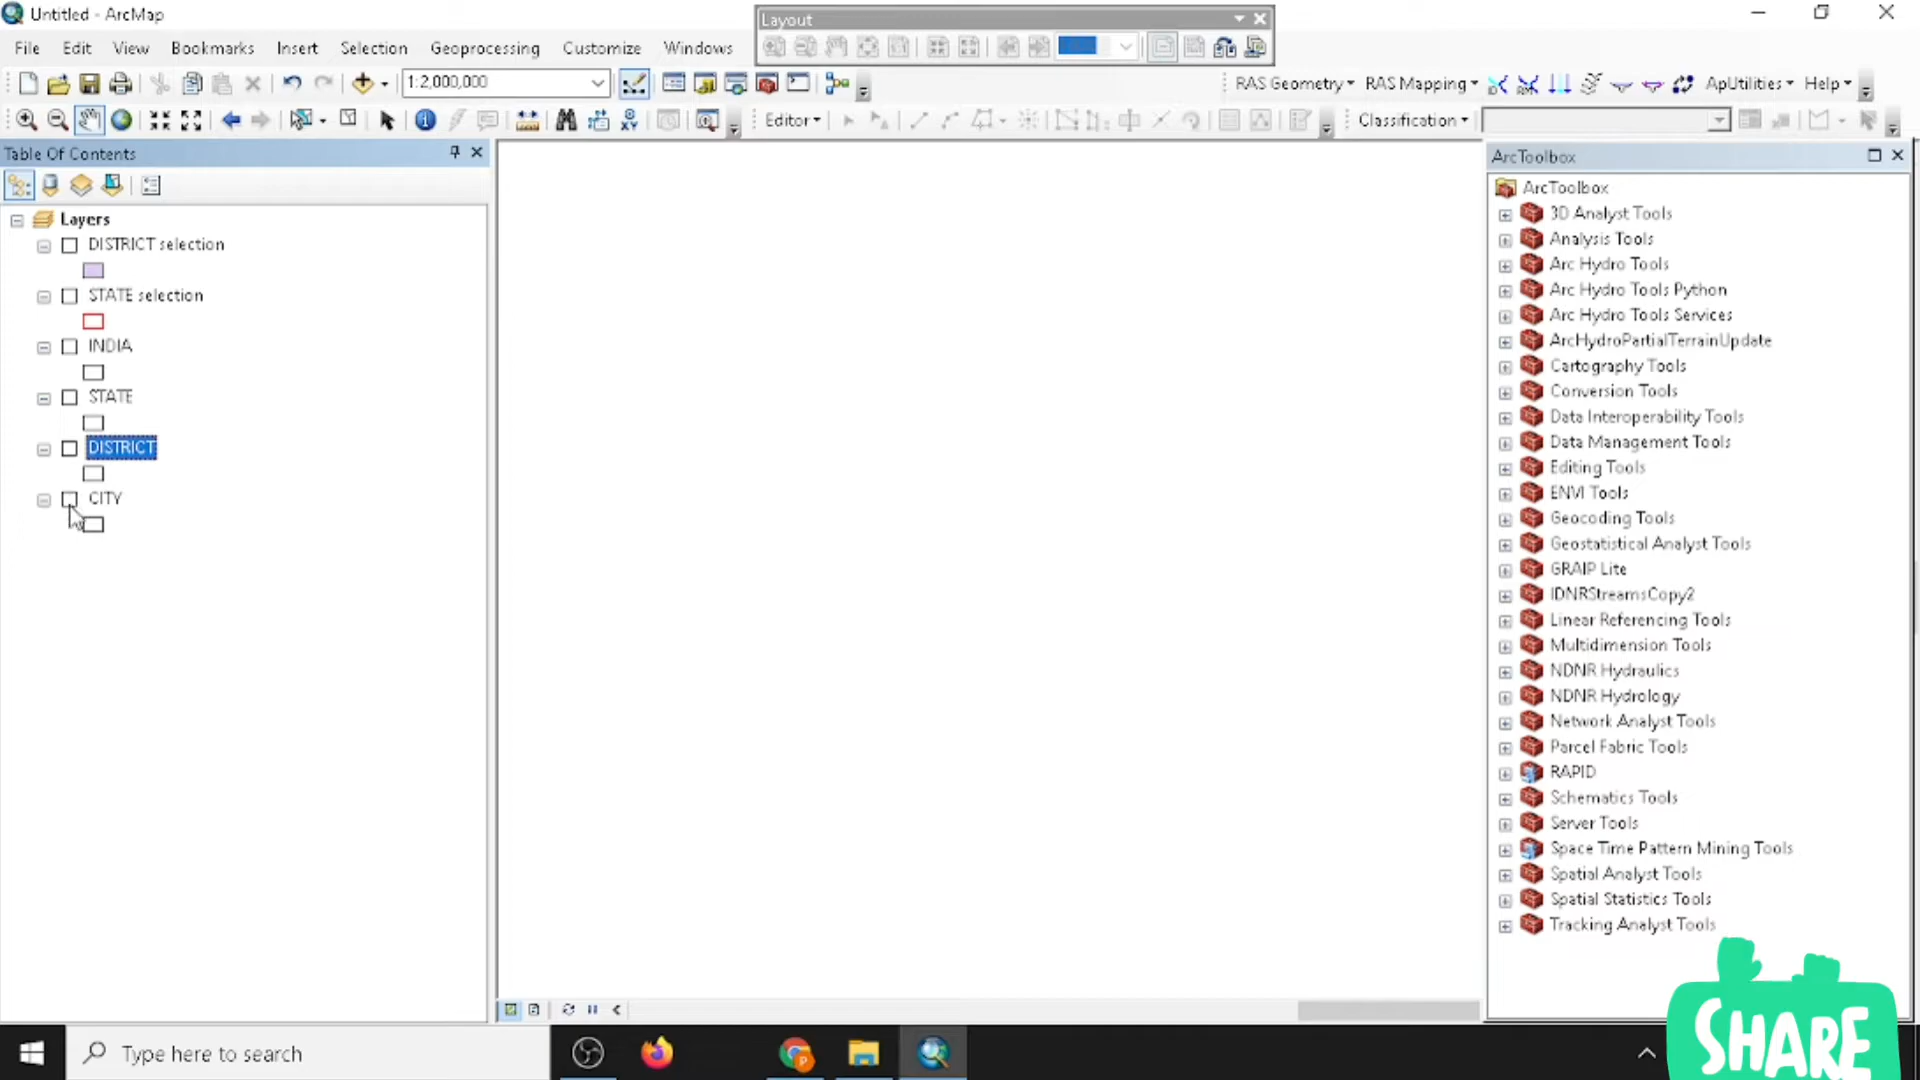 Untitled - ArcMap
Layout
File Edit View Bookmarks Insert Selection Geoprocessing Customize Windows
1:2,000,000
RAS Geometry RAS Mapping ApUtilities Help
Editor Classification
Table Of Contents
Layers
DISTRICT selection
STATE selection
INDIA
STATE
DISTRICT
CITY
ArcToolbox
ArcToolbox
3D Analyst Tools
Analysis Tools
Arc Hydro Tools
Arc Hydro Tools Python
Arc Hydro Tools Services
ArcHydroPartialTerrainUpdate
Cartography Tools
Conversion Tools
Data Interoperability Tools
Data Management Tools
Editing Tools
ENVI Tools
Geocoding Tools
Geostatistical Analyst Tools
GRAIP Lite
IDNRStreamsCopy2
Linear Referencing Tools
Multidimension Tools
NDNR Hydraulics
NDNR Hydrology
Network Analyst Tools
Parcel Fabric Tools
RAPID
Schematics Tools
Server Tools
Space Time Pattern Mining Tools
Spatial Analyst Tools
Spatial Statistics Tools
Tracking Analyst Tools
Type here to search
SHARE